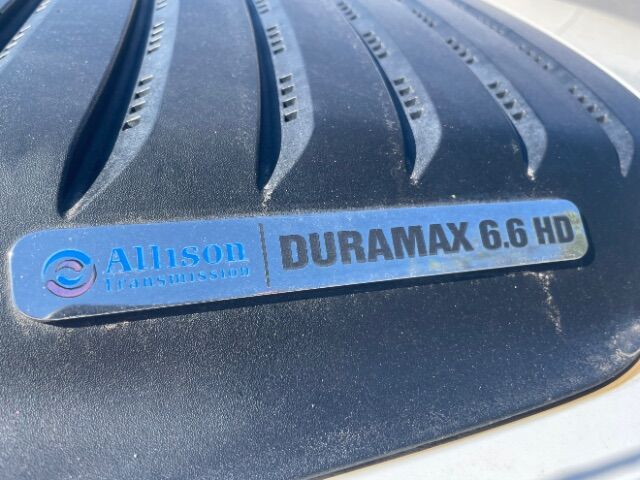 Allison DURAMAX 6.6 HD
Transmission